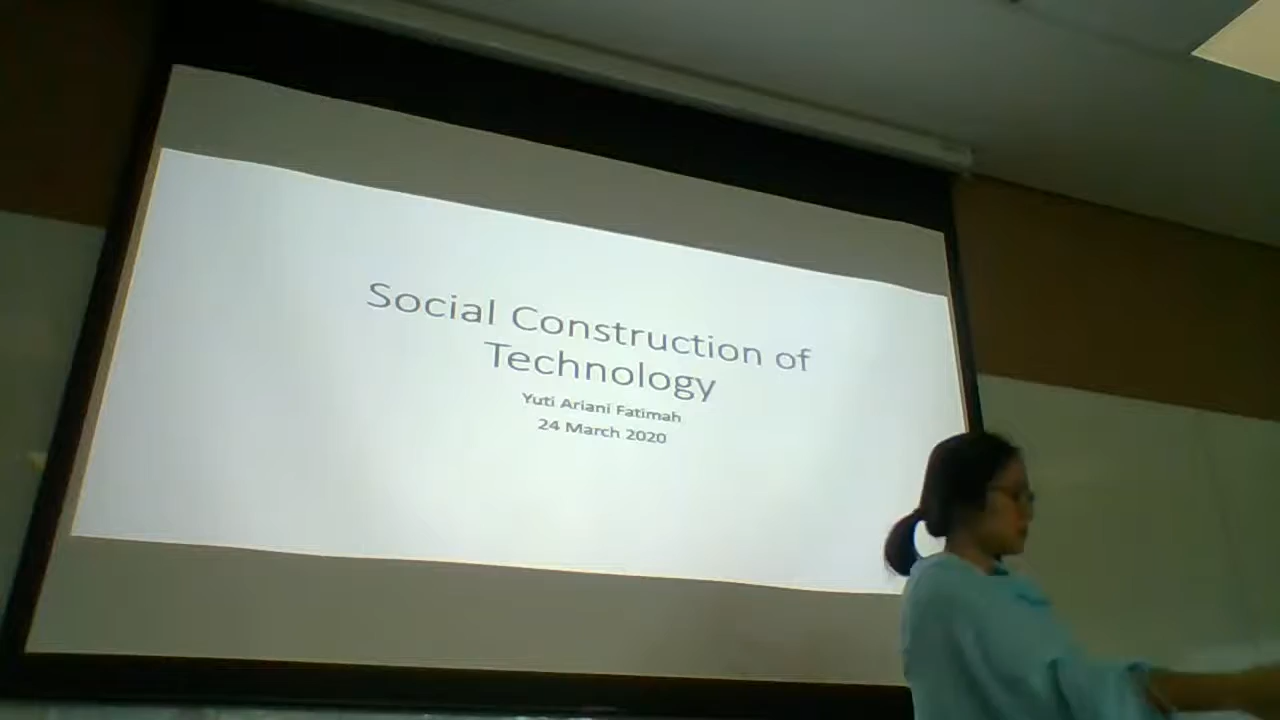 Social Construction of
Technology
Yuti Ariani Fatimah
24 March 2020